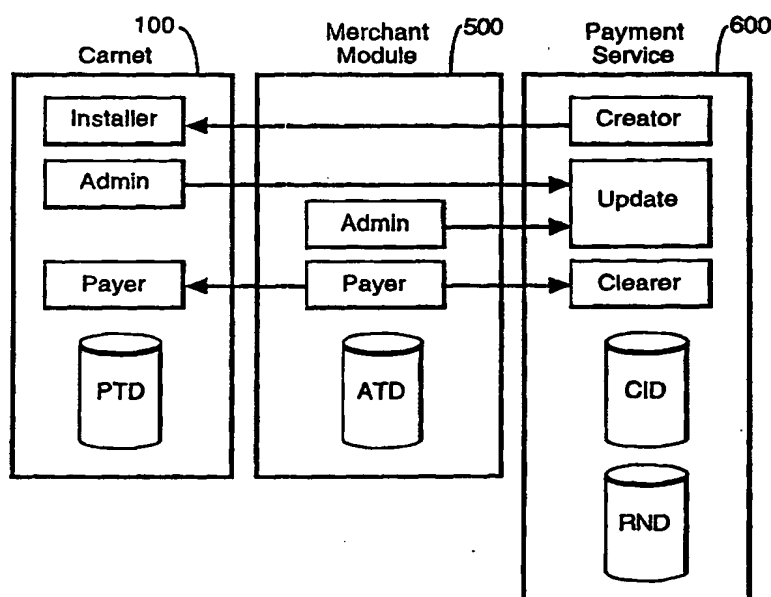 100
Carnet
Merchant
Module
500
Payment
Service
600
Installer
Creator
Admin
Update
Admin
Payer
Payer
Clearer
PTD
ATD
CID
RND